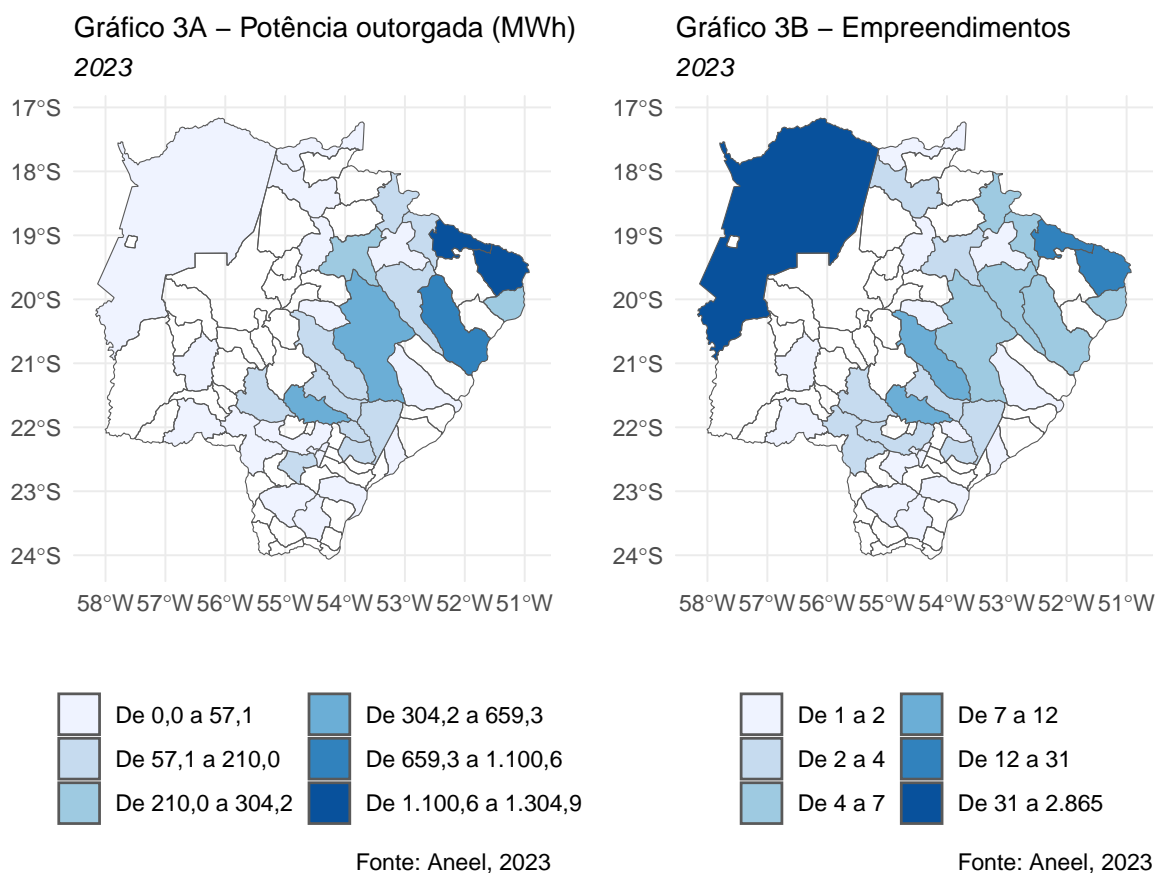 Gráfico 3A – Potência outorgada (MWh)
2023
17°S
18°S
19°S
20°S
21°S
22°S
23°S
24°S
58°W 57°W 56°W 55°W 54°W 53°W 52°W 51°W
De 0,0 a 57,1
De 57,1 a 210,0
De 210,0 a 304,2
De 304,2 a 659,3
De 659,3 a 1.100,6
De 1.100,6 a 1.304,9
Fonte: Aneel, 2023
Gráfico 3B – Empreendimentos
2023
17°S
18°S
19°S
20°S
21°S
22°S
23°S
24°S
58°W 57°W 56°W 55°W 54°W 53°W 52°W 51°W
De 1 a 2
De 2 a 4
De 4 a 7
De 7 a 12
De 12 a 31
De 31 a 2.865
Fonte: Aneel, 2023